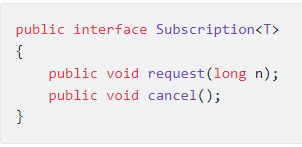 public interface Subscription<T>
{
    public void request(long n);
    public void cancel();
}